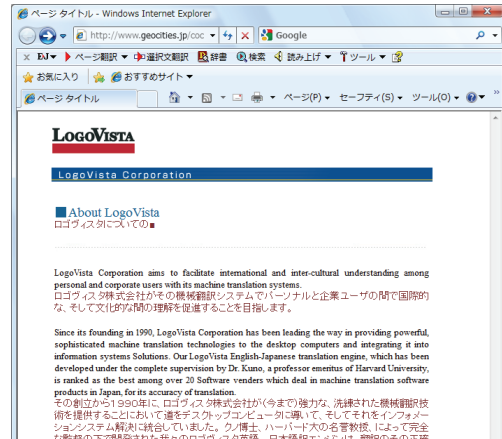 ページ タイトル - Windows Internet Explorer
http://www.geocities.jp/coc
Google
× EJ ページ翻訳 選択文翻訳 辞書 検索 読み上げ ツール
お気に入り おすすめサイト
ページ タイトル ページ(P) セーフティ(S) ツール(O) »
LOGOVISTA
LogoVista Corporation
■About LogoVista
ロゴヴィスタについての■
LogoVista Corporation aims to facilitate international and inter-cultural understanding among
personal and corporate users with its machine translation systems.
ロゴヴィスタ株式会社がその機械翻訳システムでパーソナルと企業ユーザの間で国際的
な、そして文化的な間の理解を促進することを目指します。
Since its founding in 1990, LogoVista Corporation has been leading the way in providing powerful,
sophisticated machine translation technologies to the desktop computers and integrating it into
information systems Solutions. Our LogoVista English-Japanese translation engine, which has been
developed under the complete supervision by Dr. Kuno, a professor emeritus of Harvard University,
is ranked as the best among over 20 Software venders which deal in machine translation software
products in Japan, for its accuracy of translation.
その創立から1990年に、ロゴヴィスタ株式会社が(今まで)強力な、洗練された機械翻訳技
術を提供することにおいて道をデスクトップコンピュータに導いて、そしてそれをインフォメー
ションシステム解決に統合していました。クノ博士、ハーバード大の名誉教授、によって完全